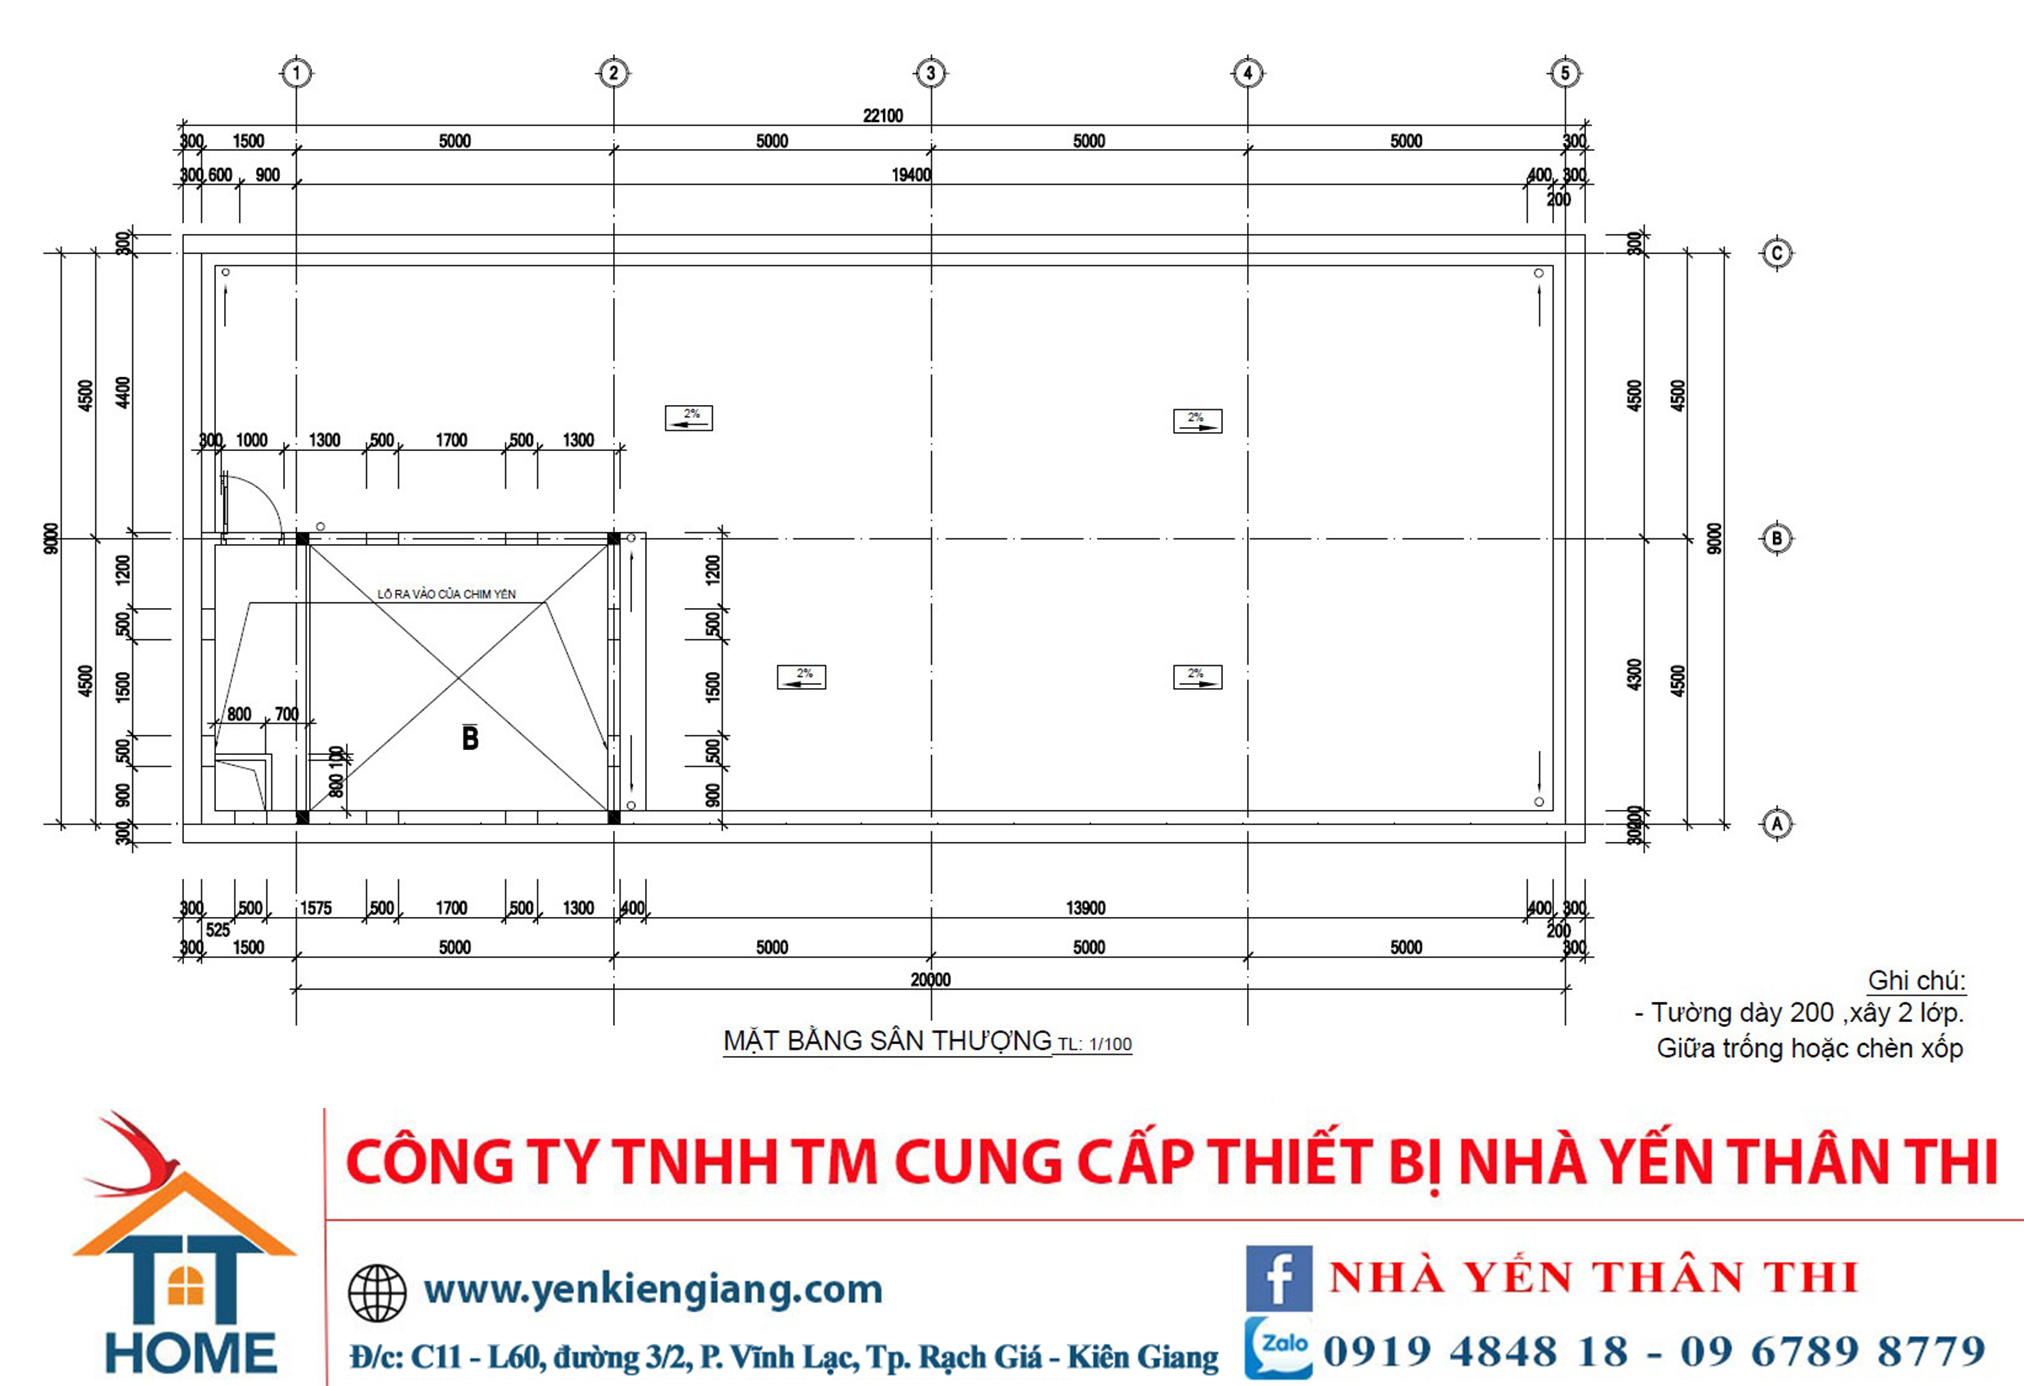 1 2 3 4 5
22100
300 1500 5000 5000 5000 5000 300
300 600 900 19400 400 300
200
300 300
C
4500 4400 4500 4500
2% 2%
300 1000 1300 500 1700 500 1300
9000 9000
B
1200 1200
LỖ RA VÀO CỦA CHIM YẾN
500 500
4500 1500 1500 4300 4500
2% 2%
800 700
B
500 100 500
800
900 900 200
A
300 300
300 500 1575 500 1700 500 1300 400 13900 400 300
525 200
300 1500 5000 5000 5000 5000 300
20000
MẶT BẰNG SÂN THƯỢNG TL: 1/100
Ghi chú:
- Tường dày 200 ,xây 2 lớp.
Giữa trống hoặc chèn xốp
CÔNG TY TNHH TM CUNG CẤP THIẾT BỊ NHÀ YẾN THÂN THI
TT
HOME
www.yenkiengiang.com
f NHÀ YẾN THÂN THI
Đ/c: C11 - L60, đường 3/2, P. Vĩnh Lạc, Tp. Rạch Giá - Kiên Giang
Zalo 0919 4848 18 - 09 6789 8779